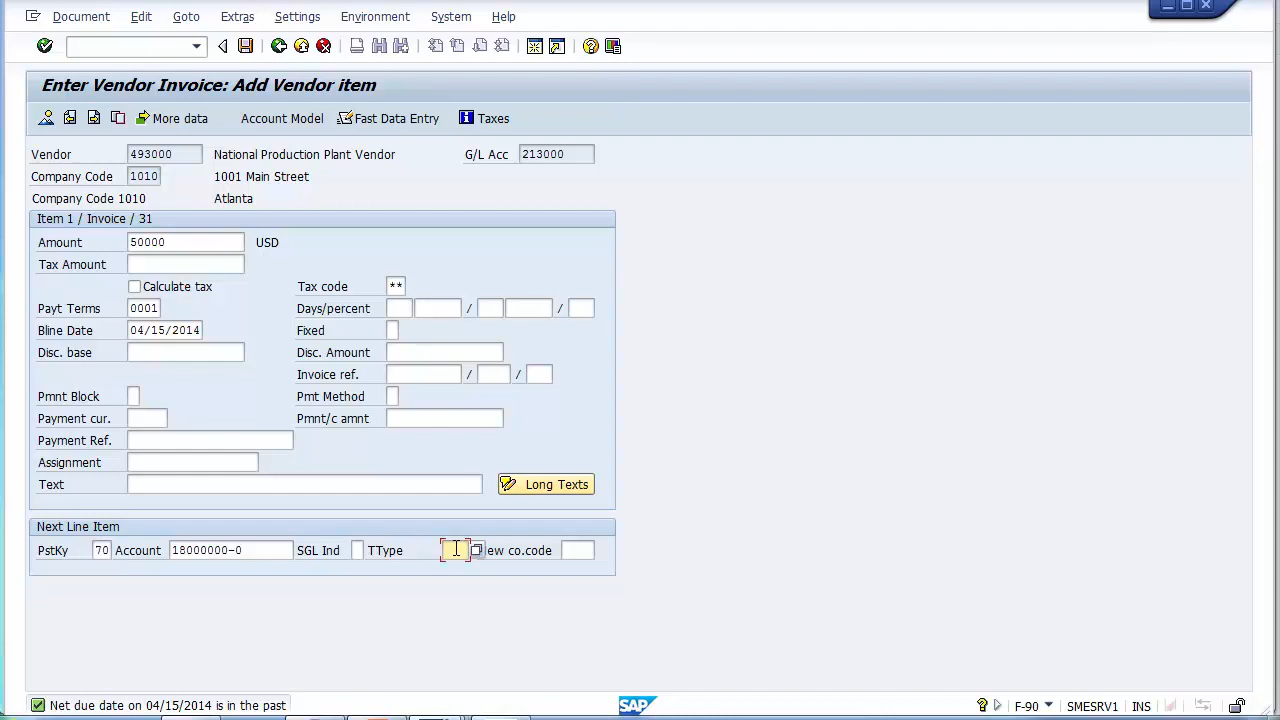 Document Edit Goto Extras Settings Environment System Help
Enter Vendor Invoice: Add Vendor item
More data Account Model Fast Data Entry Taxes
Vendor 493000 National Production Plant Vendor G/L Acc 213000
Company Code 1010 1001 Main Street
Company Code 1010 Atlanta
Item 1 / Invoice / 31
Amount 50000 USD
Tax Amount
Calculate tax Tax code **
Payt Terms 0001 Days/percent / /
Bline Date 04/15/2014 Fixed
Disc. base Disc. Amount
Invoice ref. / /
Pmnt Block Pmt Method
Payment cur. Pmnt/c amnt
Payment Ref.
Assignment
Text Long Texts
Next Line Item
PstKy 70 Account 18000000-0 SGL Ind TType ew co.code
Net due date on 04/15/2014 is in the past SAP F-90 SMESRV1 INS